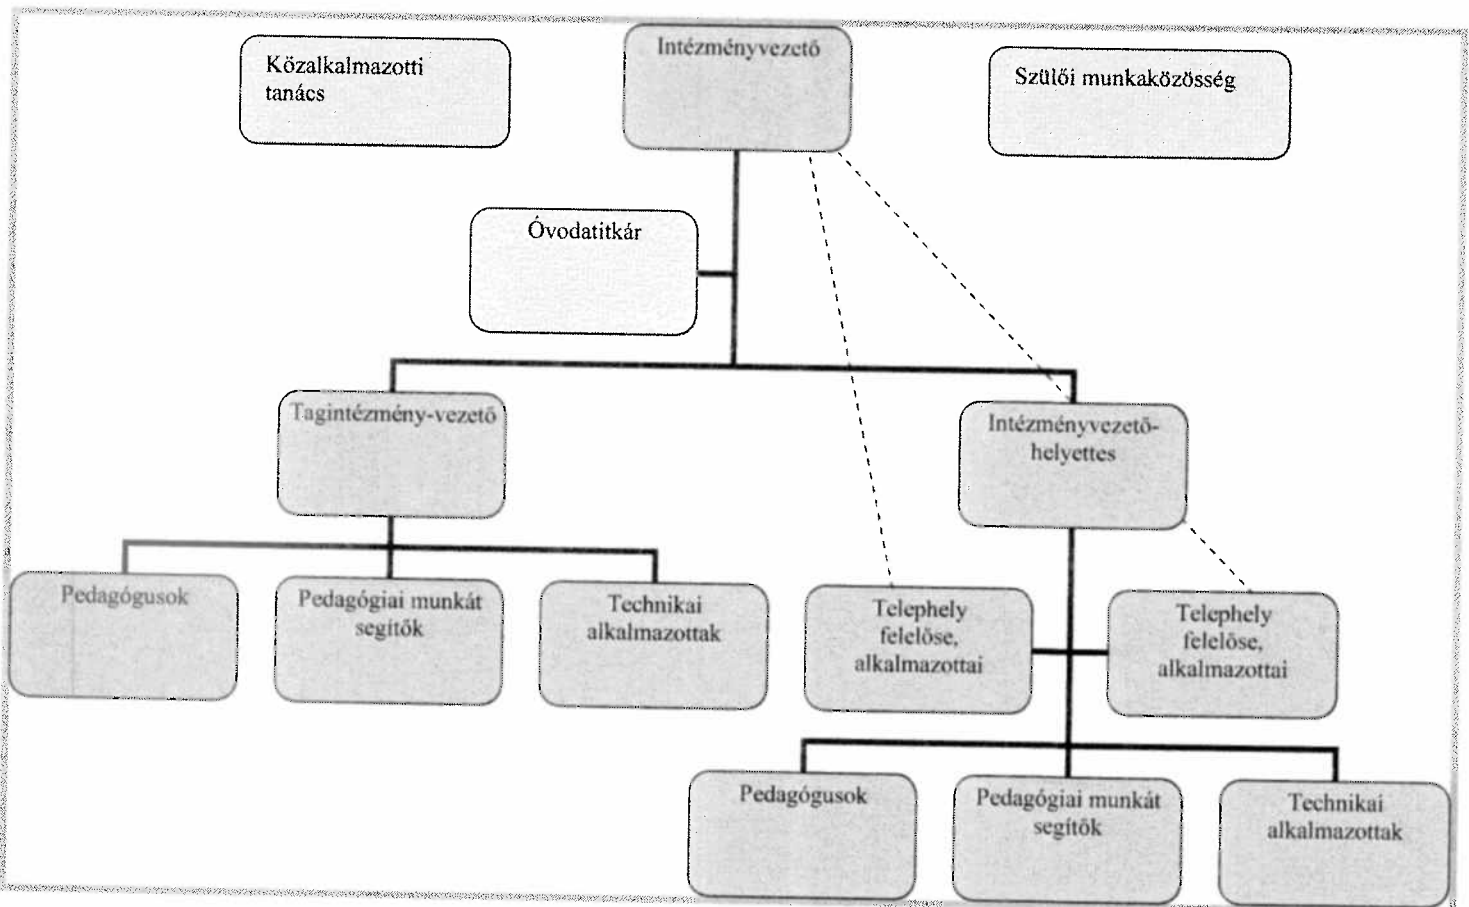 Közalkalmazotti
tanács
Intézményvezető
Szülői munkaközösség
Óvodatitkár
Tagintézmény-vezető
Intézményvezető-
helyettes
Pedagógusok
Pedagógiai munkát
segítők
Technikai
alkalmazottak
Telephely
felelőse,
alkalmazottai
Telephely
felelőse,
alkalmazottai
Pedagógusok
Pedagógiai munkát
segítők
Technikai
alkalmazottak